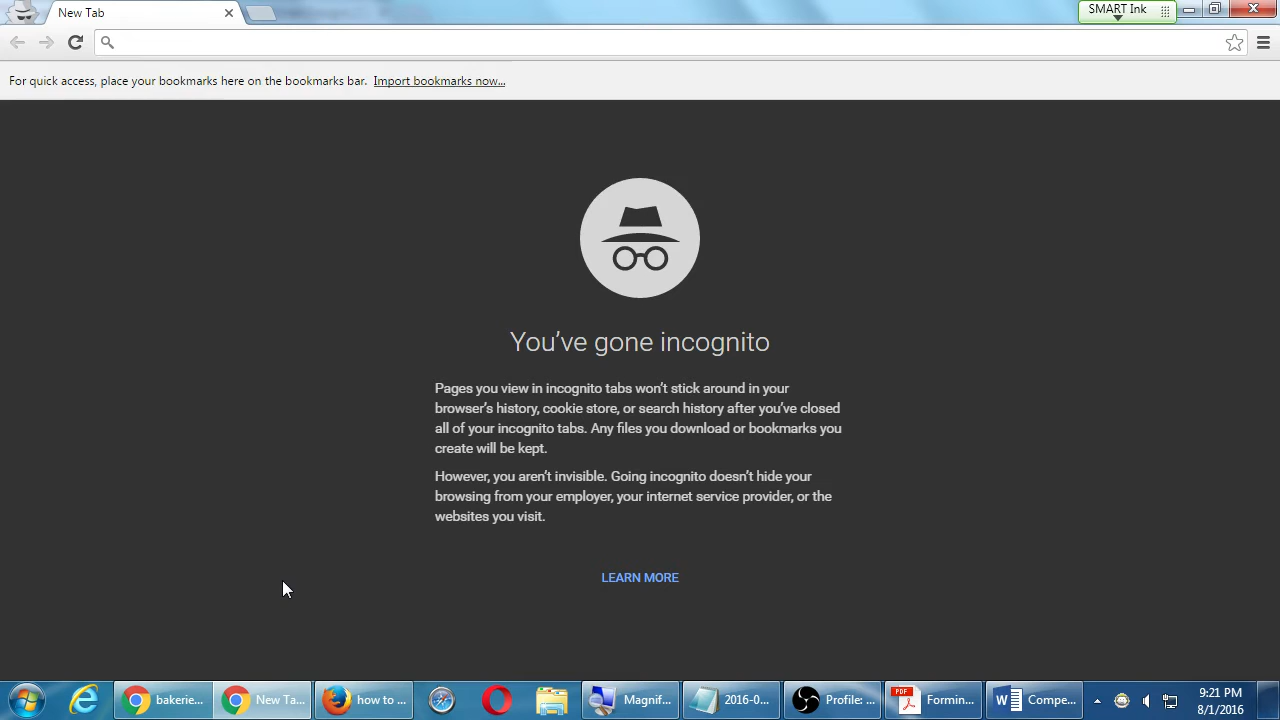 New Tab
SMART Ink
For quick access, place your bookmarks here on the bookmarks bar. Import bookmarks now...
You've gone incognito
Pages you view in incognito tabs won't stick around in your
browser's history, cookie store, or search history after you've closed
all of your incognito tabs. Any files you download or bookmarks you
create will be kept.
However, you aren't invisible. Going incognito doesn't hide your
browsing from your employer, your internet service provider, or the
websites you visit.
LEARN MORE
bakerie...
New Ta...
how to ...
Magnif...
2016-0...
Profile: ...
PDF
Formin...
W
Compe...
9:21 PM
8/1/2016